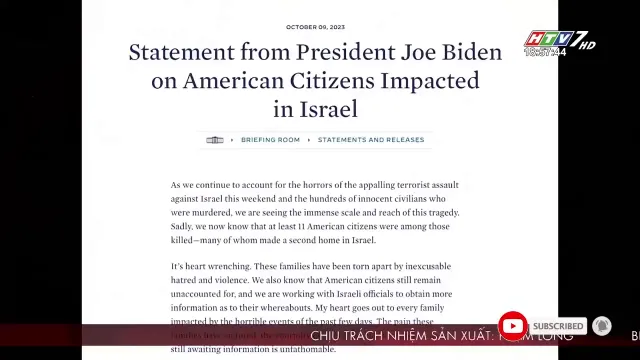 OCTOBER 09, 2023
HTV7 HD
18:57:44
Statement from President Joe Biden
on American Citizens Impacted
in Israel
BRIEFING ROOM
STATEMENTS AND RELEASES
As we continue to account for the horrors of the appalling terrorist assault
against Israel this weekend and the hundreds of innocent civilians who
were murdered, we are seeing the immense scale and reach of this tragedy.
Sadly, we now know that at least 11 American citizens were among those
killed—many of whom made a second home in Israel.
It's heart wrenching. These families have been torn apart by inexcusable
hatred and violence. We also know that American citizens still remain
unaccounted for, and we are working with Israeli officials to obtain more
information as to their whereabouts. My heart goes out to every family
impacted by the horrible events of the past few days. The pain these
SUBSCRIBED
CHỊU TRÁCH NHIỆM SẢN XUẤT: LONG
still awaiting information is unfathomable.